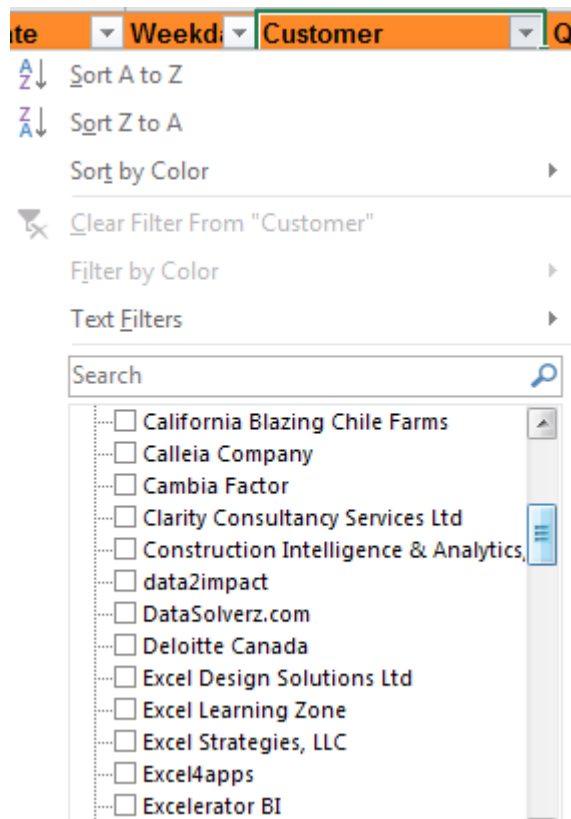 te Weekd Customer Q
A Z Sort A to Z
Z A Sort Z to A
Sort by Color
Clear Filter From "Customer"
Filter by Color
Text Filters
Search
California Blazing Chile Farms
Calleia Company
Cambia Factor
Clarity Consultancy Services Ltd
Construction Intelligence & Analytics,
data2impact
DataSolverz.com
Deloitte Canada
Excel Design Solutions Ltd
Excel Learning Zone
Excel Strategies, LLC
Excel4apps
Excelerator BI